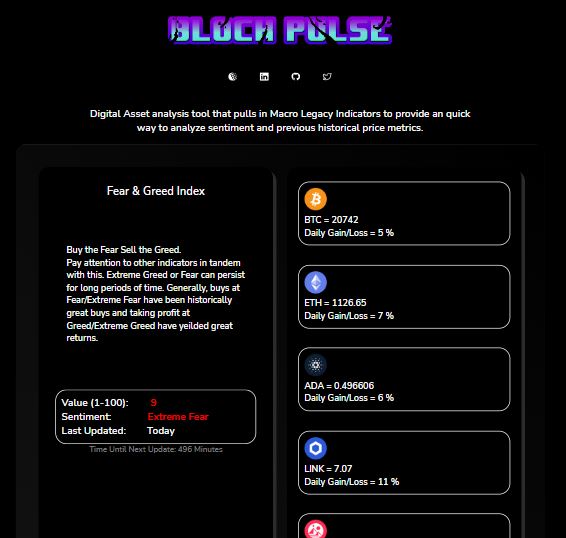 BLOCK PULSE
Digital Asset analysis tool that pulls in Macro Legacy Indicators to provide an quick
way to analyze sentiment and previous historical price metrics.
Fear & Greed Index
Buy the Fear Sell the Greed.
Pay attention to other indicators in tandem
with this. Extreme Greed or Fear can persist
for long periods of time. Generally, buys at
Fear/Extreme Fear have been historically
great buys and taking profit at
Greed/Extreme Greed have yeilded great
returns.
Value (1-100): 9
Sentiment: Extreme Fear
Last Updated: Today
Time Until Next Update: 496 Minutes
BTC = 20742
Daily Gain/Loss = 5 %
ETH = 1126.65
Daily Gain/Loss = 7 %
ADA = 0.496606
Daily Gain/Loss = 6 %
LINK = 7.07
Daily Gain/Loss = 11 %